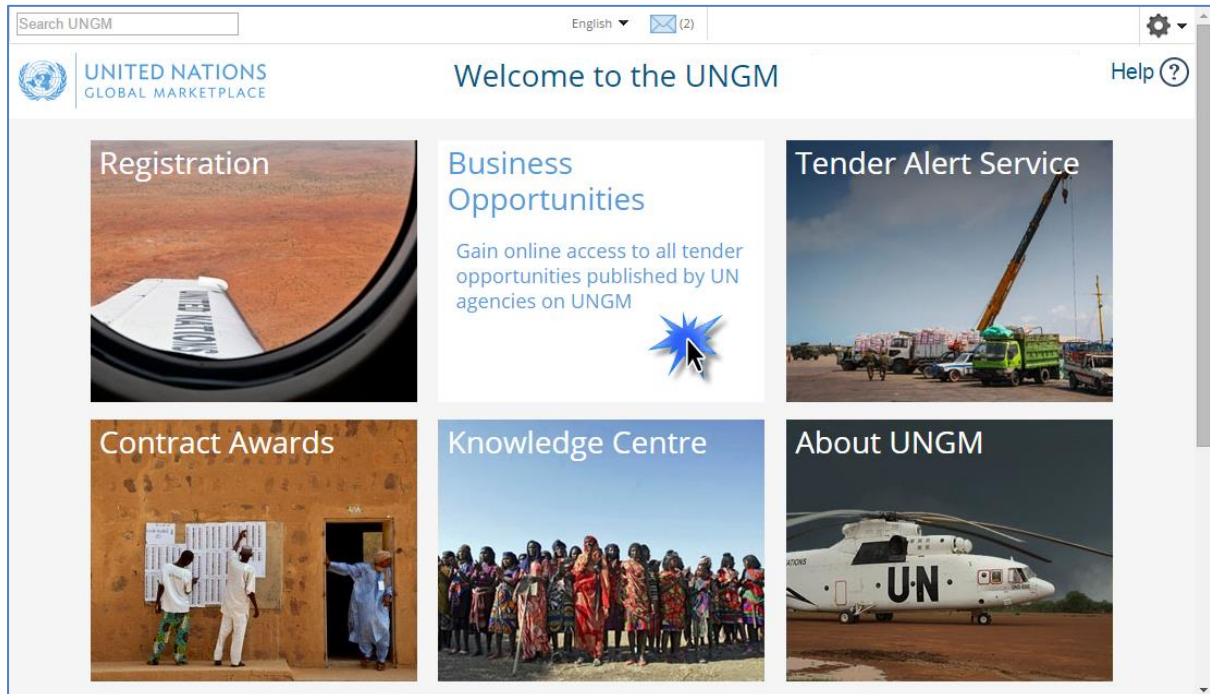 Search UNGM
English
(2)
UNITED NATIONS
GLOBAL MARKETPLACE
Welcome to the UNGM
Help ?
Registration
Business
Opportunities
Gain online access to all tender
opportunities published by UN
agencies on UNGM
Tender Alert Service
UNITED NATIONS
Contract Awards
Knowledge Centre
About UNGM
UN